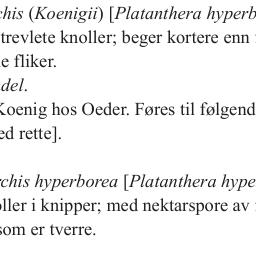 chis (Koenigii) [Platanthera hyperb
trevlete knoller; beger kortere enn
e fliker.
del.
Koenig hos Oeder. Føres til følgend
ed rette].
rchis hyperborea [Platanthera hype
oller i knipper; med nektarspore av
som er tverre.